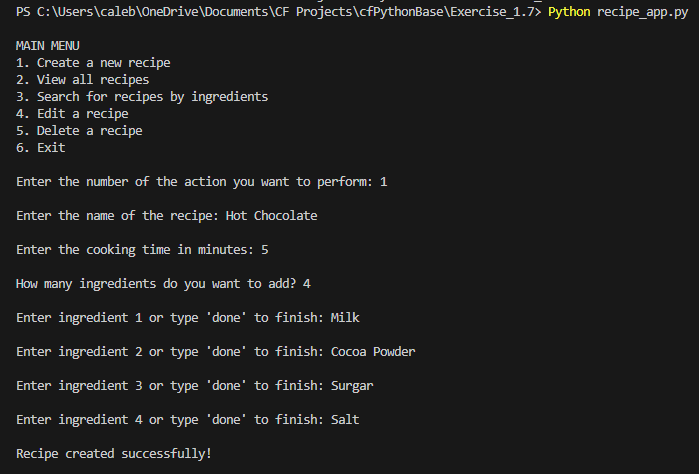 PS C:\Users\caleb\OneDrive\Documents\CF Projects\cfPythonBase\Exercise_1.7> Python recipe_app.py
MAIN MENU
1. Create a new recipe
2. View all recipes
3. Search for recipes by ingredients
4. Edit a recipe
5. Delete a recipe
6. Exit
Enter the number of the action you want to perform: 1
Enter the name of the recipe: Hot Chocolate
Enter the cooking time in minutes: 5
How many ingredients do you want to add? 4
Enter ingredient 1 or type 'done' to finish: Milk
Enter ingredient 2 or type 'done' to finish: Cocoa Powder
Enter ingredient 3 or type 'done' to finish: Surgar
Enter ingredient 4 or type 'done' to finish: Salt
Recipe created successfully!